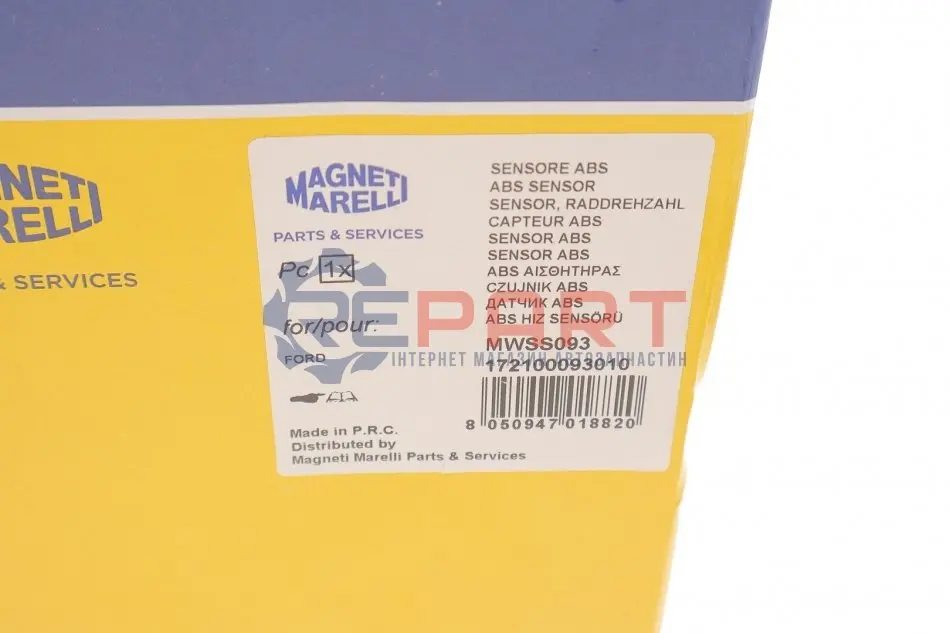 MAGNETI
MARELLI
PARTS & SERVICES
Pc 1x
for/pour:
FORD
Made in P.R.C.
Distributed by
Magneti Marelli Parts & Services
SENSORE ABS
ABS SENSOR
SENSOR, RADDREHZAHL
CAPTEUR ABS
SENSOR ABS
SENSOR ABS
ABS ΑΙΣΘΗΤΗΡΑΣ
CZUJNIK ABS
ДАТЧИК ABS
ABS HIZ SENSÖRÜ
MWSS093
172100093010
8 050947 018820
NETI
RELLI
& SERVICES
REPART
ІНТЕРНЕТ МАГАЗИН АВТОЗАПЧАСТИН